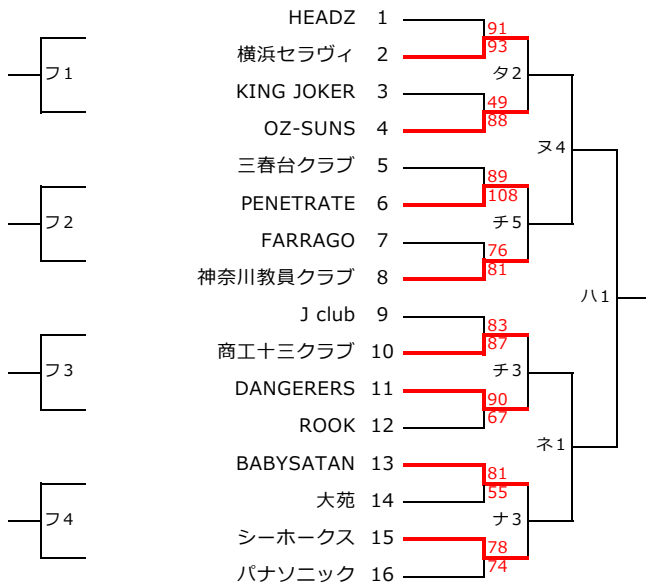 HEADZ 1
91
フ1
横浜セラヴィ 2
93
タ2
KING JOKER 3
49
OZ-SUNS 4
88
ヌ4
三春台クラブ 5
89
PENETRATE 6
108
フ2
チ5
FARRAGO 7
76
神奈川教員クラブ 8
81
ハ1
J club 9
83
商工十三クラブ 10
87
フ3
チ3
DANGERERS 11
90
ROOK 12
67
ネ1
BABYSATAN 13
81
大苑 14
55
フ4
ナ3
シーホークス 15
78
パナソニック 16
74